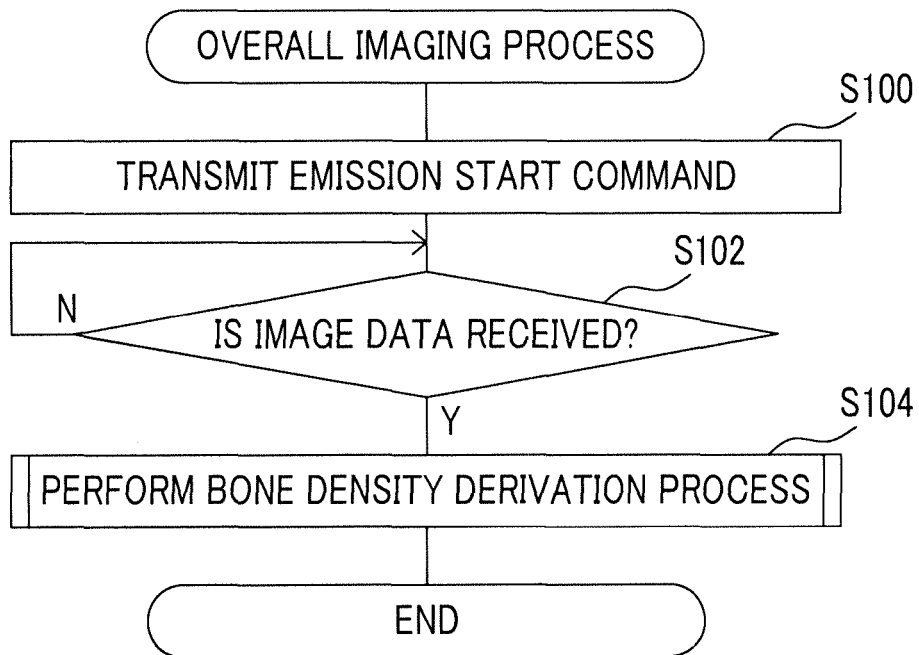 OVERALL IMAGING PROCESS
S100
TRANSMIT EMISSION START COMMAND
S102
N
IS IMAGE DATA RECEIVED?
Y
S104
PERFORM BONE DENSITY DERIVATION PROCESS
END